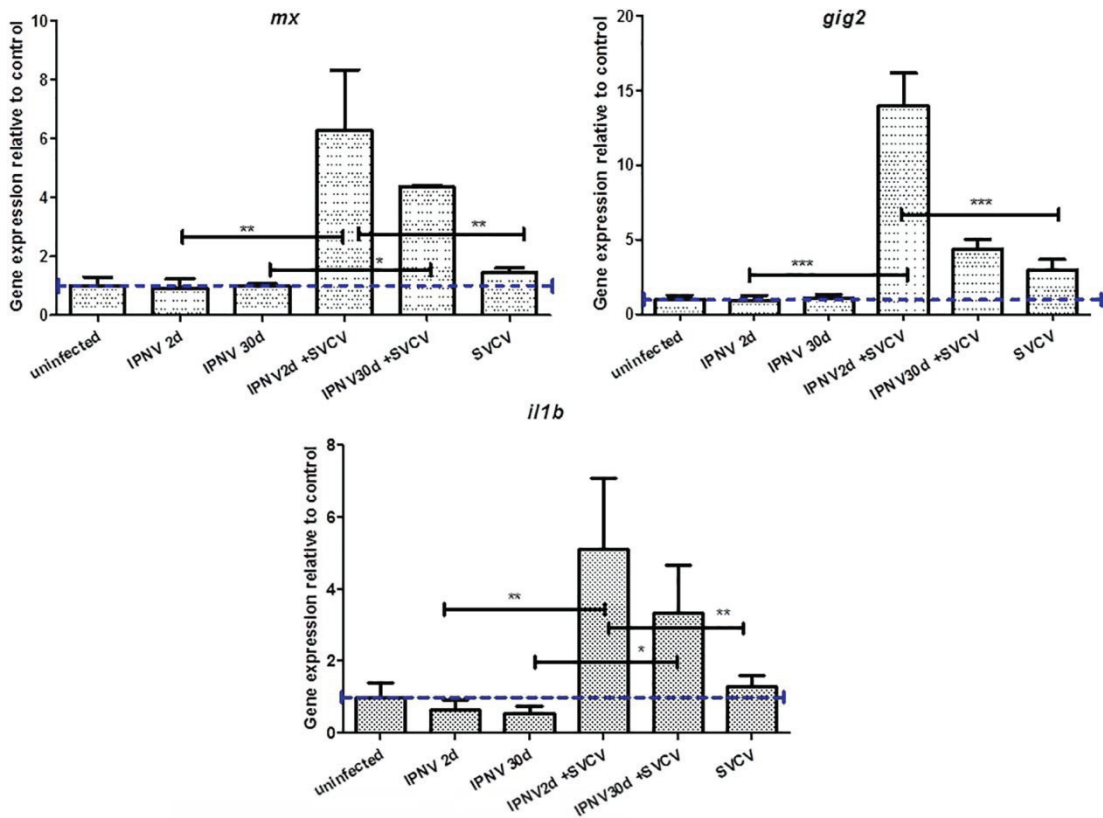 mx
Gene expression relative to control
10
8
6
4
2
0
**
**
*
uninfected
IPNV 2d
IPNV 30d
IPNV2d +SVCV
IPNV30d +SVCV
SVCV
gig2
Gene expression relative to control
20
15
10
5
0
***
***
uninfected
IPNV 2d
IPNV 30d
IPNV2d +SVCV
IPNV30d +SVCV
SVCV
il1b
Gene expression relative to control
8
6
4
2
0
**
**
*
uninfected
IPNV 2d
IPNV 30d
IPNV2d +SVCV
IPNV30d +SVCV
SVCV